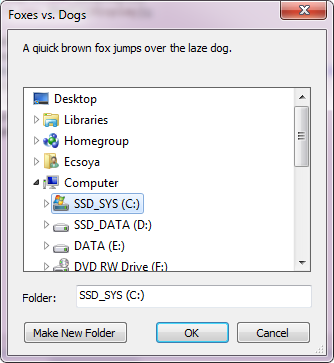 Foxes vs. Dogs
A qiuick brown fox jumps over the laze dog.
Desktop
Libraries
Homegroup
Ecsoya
Computer
SSD_SYS (C:)
SSD_DATA (D:)
DATA (E:)
DVD RW Drive (F:)
Folder: SSD_SYS (C:)
Make New Folder OK Cancel